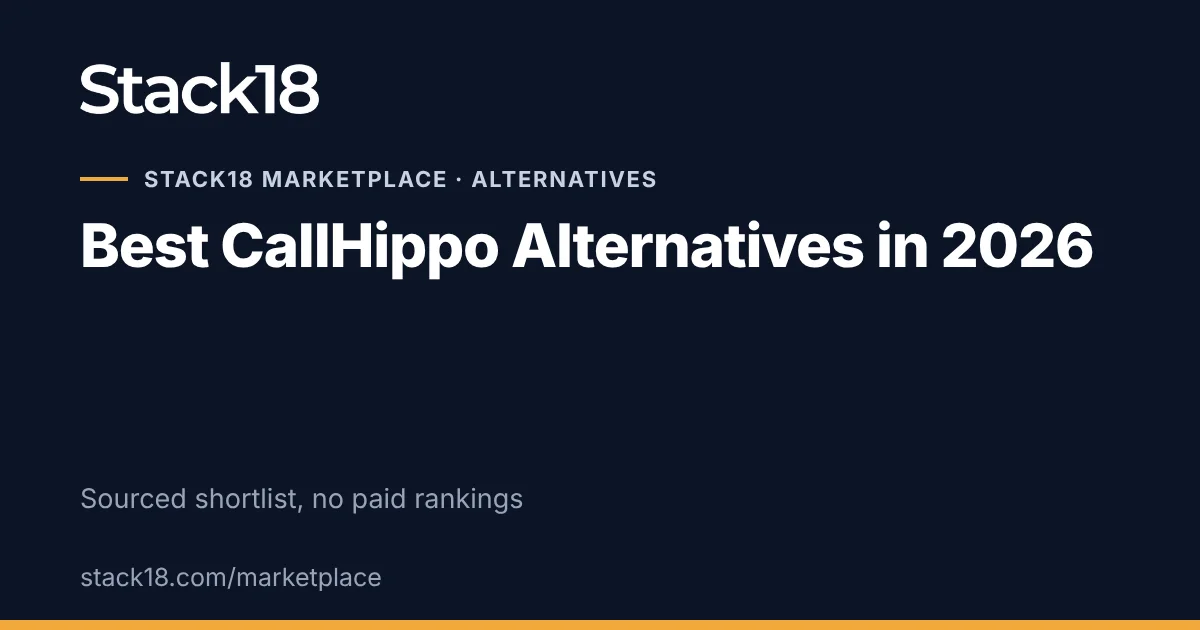 Stack18
STACK18 MARKETPLACE · ALTERNATIVES
Best CallHippo Alternatives in 2026
Sourced shortlist, no paid rankings
stack18.com/marketplace